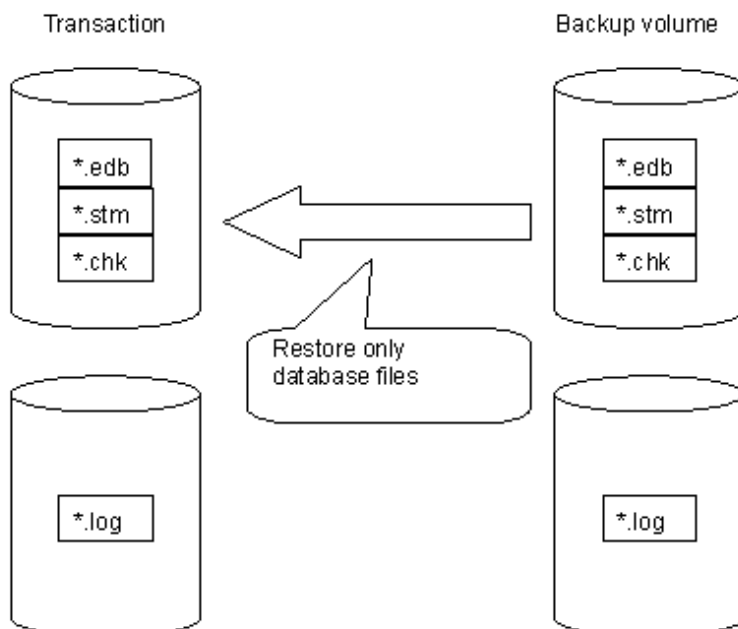 Transaction
Backup volume
*.edb
*.stm
*.chk
*.edb
*.stm
*.chk
Restore only
database files
*.log
*.log